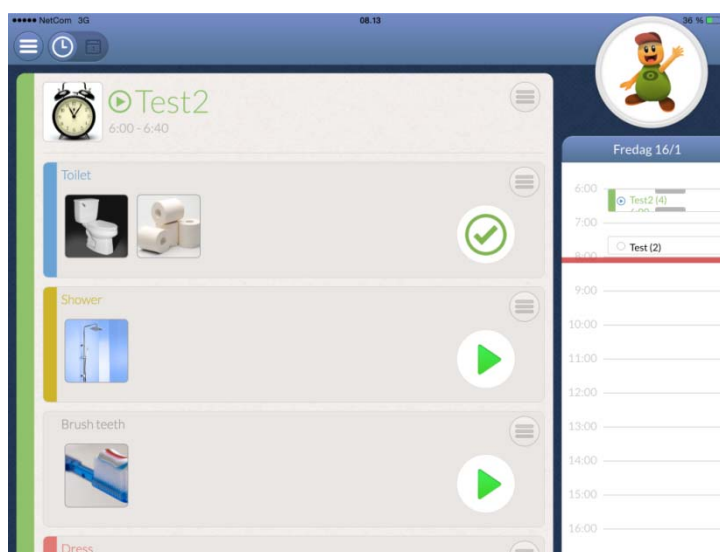 NetCom 3G
08.13
36 %
Test2
6:00 - 6:40
Toilet
Shower
Brush teeth
Dress
Fredag 16/1
6:00
Test2 (4)
7:00
Test (2)
8:00
9:00
10:00
11:00
12:00
13:00
14:00
15:00
16:00